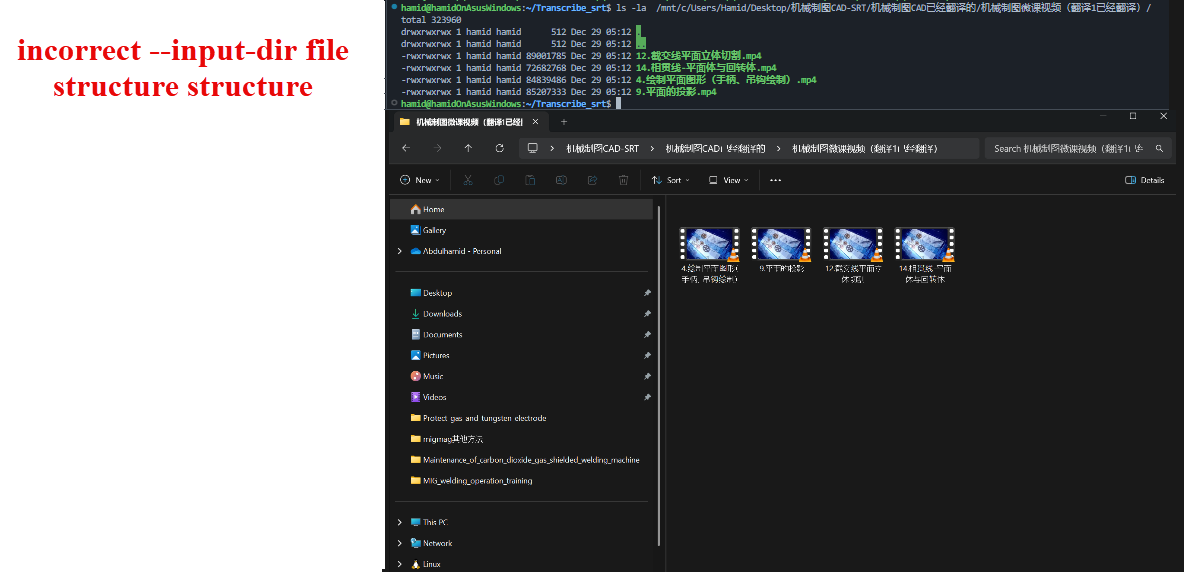 incorrect --input-dir file
structure structure
hamid@hamidOnAsusWindows:~/Transcribe_srt$ ls -la /mnt/c/Users/Hamid/Desktop/机械制图CAD-SRT/机械制图CAD已经翻译的/机械制图微课视频（翻译1已经翻译）/
total 323960
drwxrwxrwx 1 hamid hamid 512 Dec 29 05:12 .
drwxrwxrwx 1 hamid hamid 512 Dec 29 05:12 ..
-rwxrwxrwx 1 hamid hamid 89001785 Dec 29 05:12 12.截交线平面立体切割.mp4
-rwxrwxrwx 1 hamid hamid 72682768 Dec 29 05:12 14.相贯线-平面体与回转体.mp4
-rwxrwxrwx 1 hamid hamid 84839486 Dec 29 05:12 4.绘制平面图形（手柄、吊钩绘制）.mp4
-rwxrwxrwx 1 hamid hamid 85207333 Dec 29 05:12 9.平面的投影.mp4
hamid@hamidOnAsusWindows:~/Transcribe_srt$
机械制图微课视频（翻译1已经
机械制图CAD-SRT > 机械制图CAD已经翻译的 > 机械制图微课视频（翻译1已经翻译）
Search 机械制图微课视频（翻译1已经
New
Sort
View
Details
Home
Gallery
Abdulhamid - Personal
Desktop
Downloads
Documents
Pictures
Music
Videos
Protect_gas_and_tungsten_electrode
migmag其他方法
Maintenance_of_carbon_dioxide_gas_shielded_welding_machine
MIG_welding_operation_training
This PC
Network
Linux
4.绘制平面图形（
手柄、吊钩绘制）
9.平面的投影
12.截交线平面立
体切割
14.相贯线-平面
体与回转体